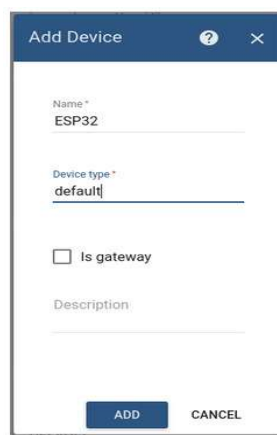 Add Device
Name *
ESP32
Device type *
default
Is gateway
Description
ADD CANCEL